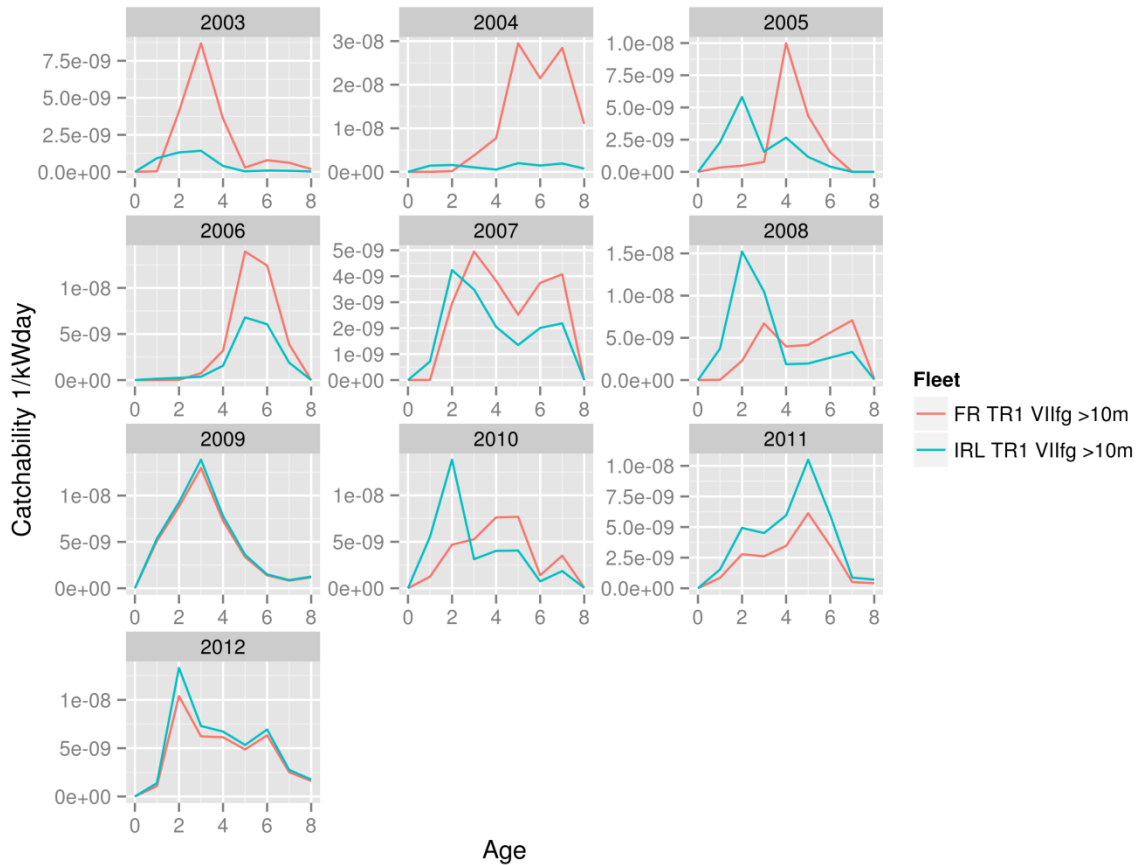 2003
7.5e-09
5.0e-09
2.5e-09
0.0e+00
0 2 4 6 8
2004
3e-08
2e-08
1e-08
0e+00
0 2 4 6 8
2005
1.0e-08
7.5e-09
5.0e-09
2.5e-09
0.0e+00
0 2 4 6 8
2006
1e-08
5e-09
0e+00
0 2 4 6 8
2007
5e-09
4e-09
3e-09
2e-09
1e-09
0e+00
0 2 4 6 8
2008
1.5e-08
1.0e-08
5.0e-09
0.0e+00
0 2 4 6 8
2009
1e-08
5e-09
0e+00
0 2 4 6 8
2010
1e-08
5e-09
0e+00
0 2 4 6 8
2011
1.0e-08
7.5e-09
5.0e-09
2.5e-09
0.0e+00
0 2 4 6 8
2012
1e-08
5e-09
0e+00
0 2 4 6 8
Catchability 1/kWday
Age
Fleet
FR TR1 VIIfg >10m
IRL TR1 VIIfg >10m